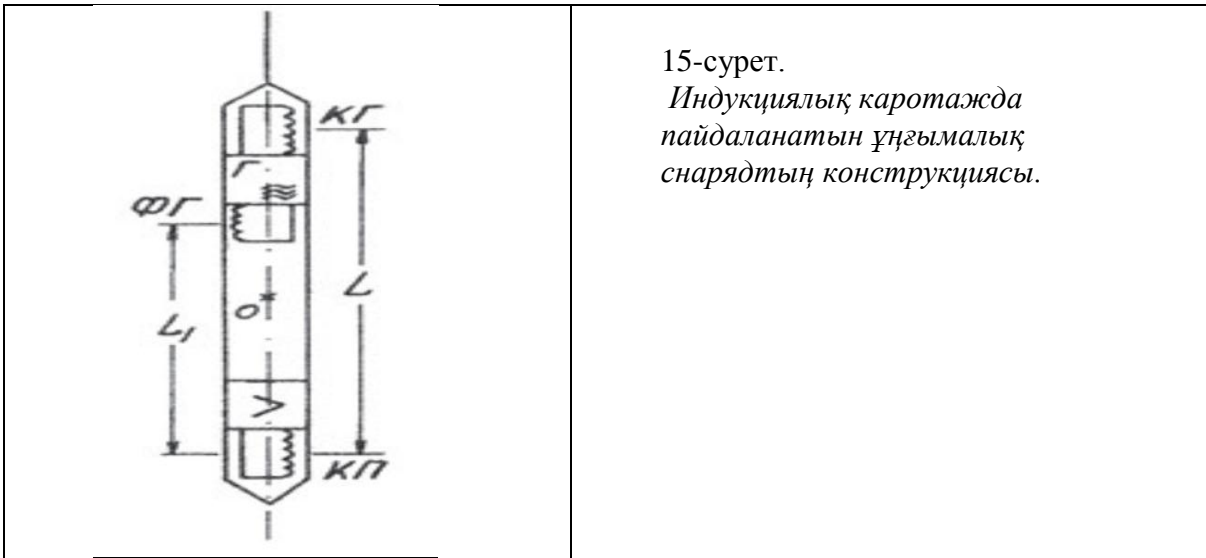 КГ
Г
ФГ
L
О
L₁
>
КП
15-сурет.
Индукциялық каротажда
пайдаланатын ұңғымалық
снарядтың конструкциясы.